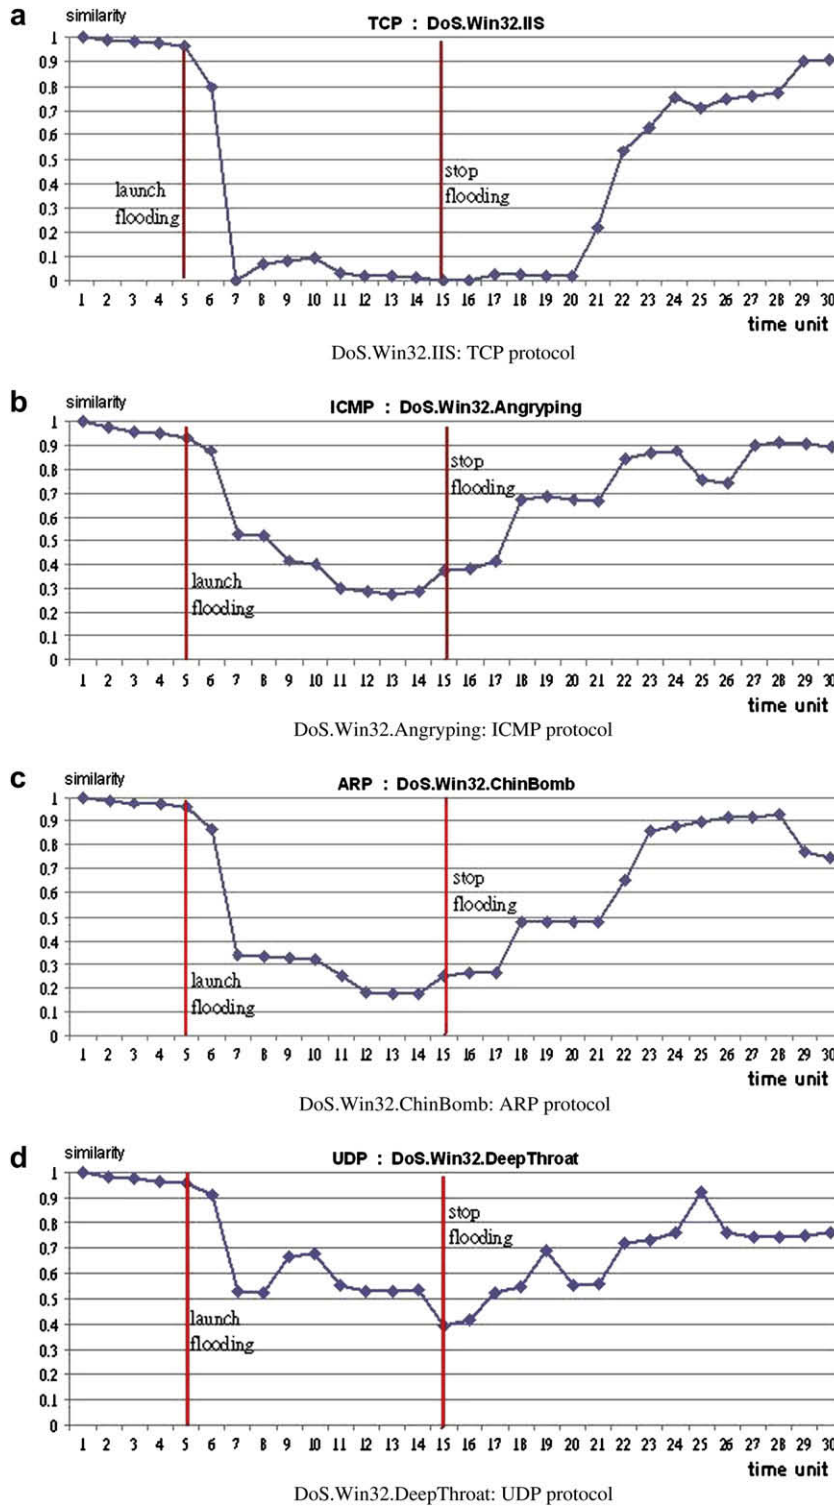 a
similarity
TCP : DoS.Win32.IIS
1
0.9
0.8
0.7
0.6
0.5
0.4
0.3
0.2
0.1
0
launch
flooding
stop
flooding
1 2 3 4 5 6 7 8 9 10 11 12 13 14 15 16 17 18 19 20 21 22 23 24 25 26 27 28 29 30
time unit
DoS.Win32.IIS: TCP protocol
b
similarity
ICMP : DoS.Win32.Angryping
1
0.9
0.8
0.7
0.6
0.5
0.4
0.3
0.2
0.1
0
stop
flooding
launch
flooding
1 2 3 4 5 6 7 8 9 10 11 12 13 14 15 16 17 18 19 20 21 22 23 24 25 26 27 28 29 30
time unit
DoS.Win32.Angryping: ICMP protocol
c
similarity
ARP : DoS.Win32.ChinBomb
1
0.9
0.8
0.7
0.6
0.5
0.4
0.3
0.2
0.1
0
stop
flooding
launch
flooding
1 2 3 4 5 6 7 8 9 10 11 12 13 14 15 16 17 18 19 20 21 22 23 24 25 26 27 28 29 30
time unit
DoS.Win32.ChinBomb: ARP protocol
d
similarity
UDP : DoS.Win32.DeepThroat
1
0.9
0.8
0.7
0.6
0.5
0.4
0.3
0.2
0.1
0
stop
flooding
launch
flooding
1 2 3 4 5 6 7 8 9 10 11 12 13 14 15 16 17 18 19 20 21 22 23 24 25 26 27 28 29 30
time unit
DoS.Win32.DeepThroat: UDP protocol